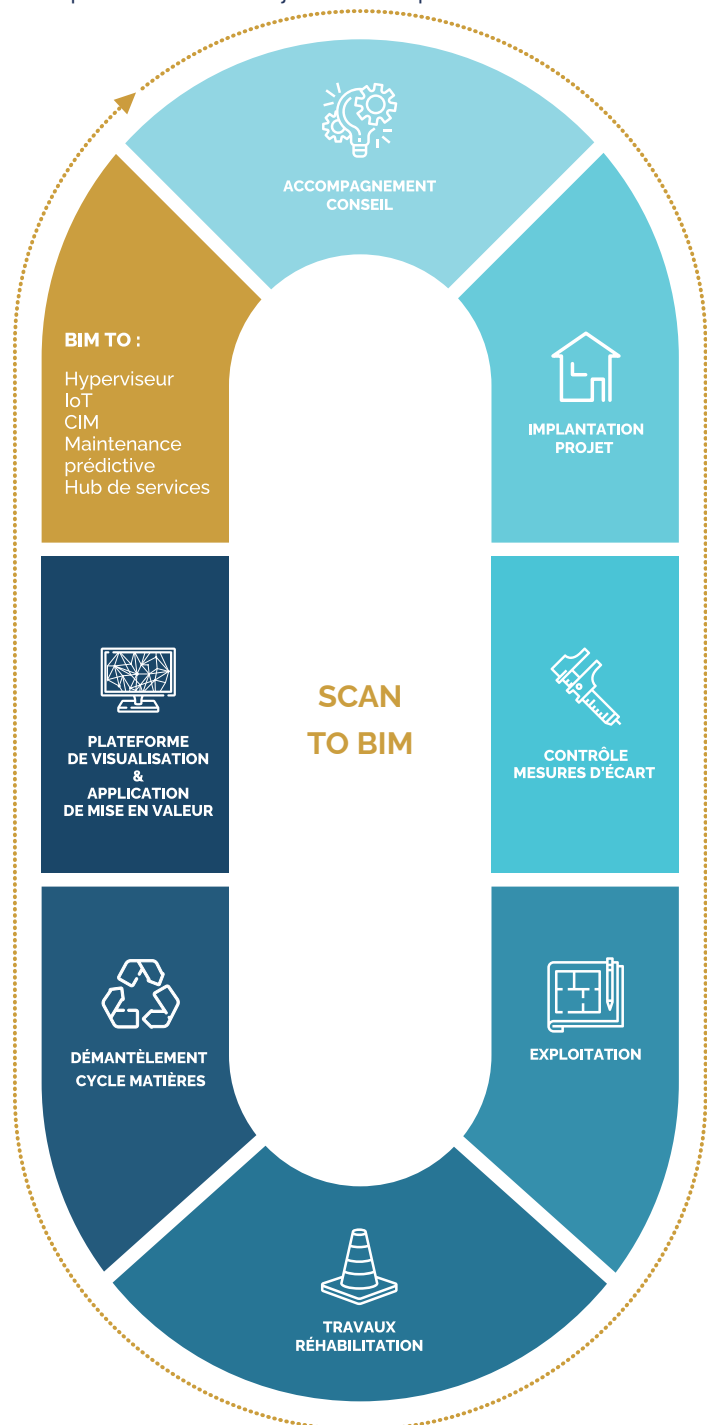 ACCOMPAGNEMENT
CONSEIL
IMPLANTATION
PROJET
CONTRÔLE
MESURES D'ÉCART
EXPLOITATION
TRAVAUX
RÉHABILITATION
DÉMANTÈLEMENT
CYCLE MATIÈRES
PLATEFORME
DE VISUALISATION
&
APPLICATION
DE MISE EN VALEUR
BIM TO :
Hyperviseur
IoT
CIM
Maintenance
prédictive
Hub de services
SCAN
TO BIM